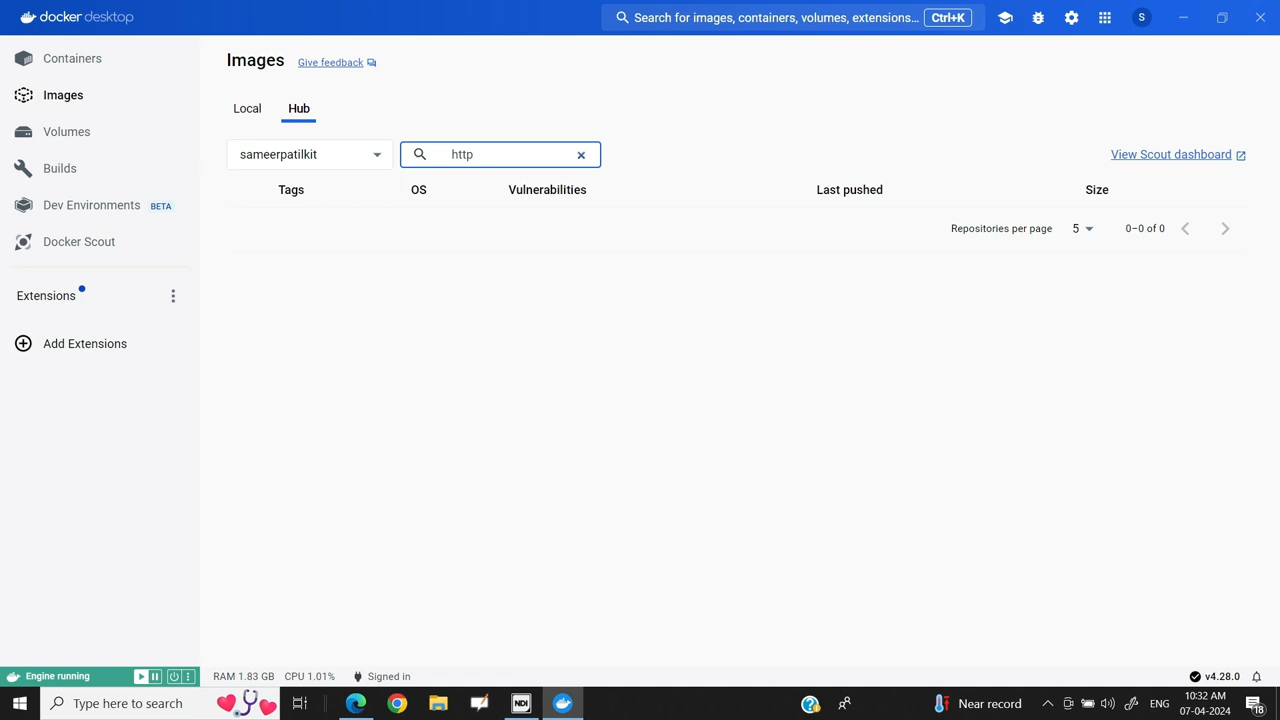 docker desktop
Search for images, containers, volumes, extensions... Ctrl+K
S
Containers
Images
Volumes
Builds
Dev Environments BETA
Docker Scout
Extensions
Add Extensions
Images Give feedback
Local Hub
sameerpatilkit http View Scout dashboard
Tags OS Vulnerabilities Last pushed Size
Repositories per page 5 0–0 of 0
Engine running RAM 1.83 GB CPU 1.01% Signed in v4.28.0
Type here to search NDI Near record ENG 10:32 AM
07-04-2024 18